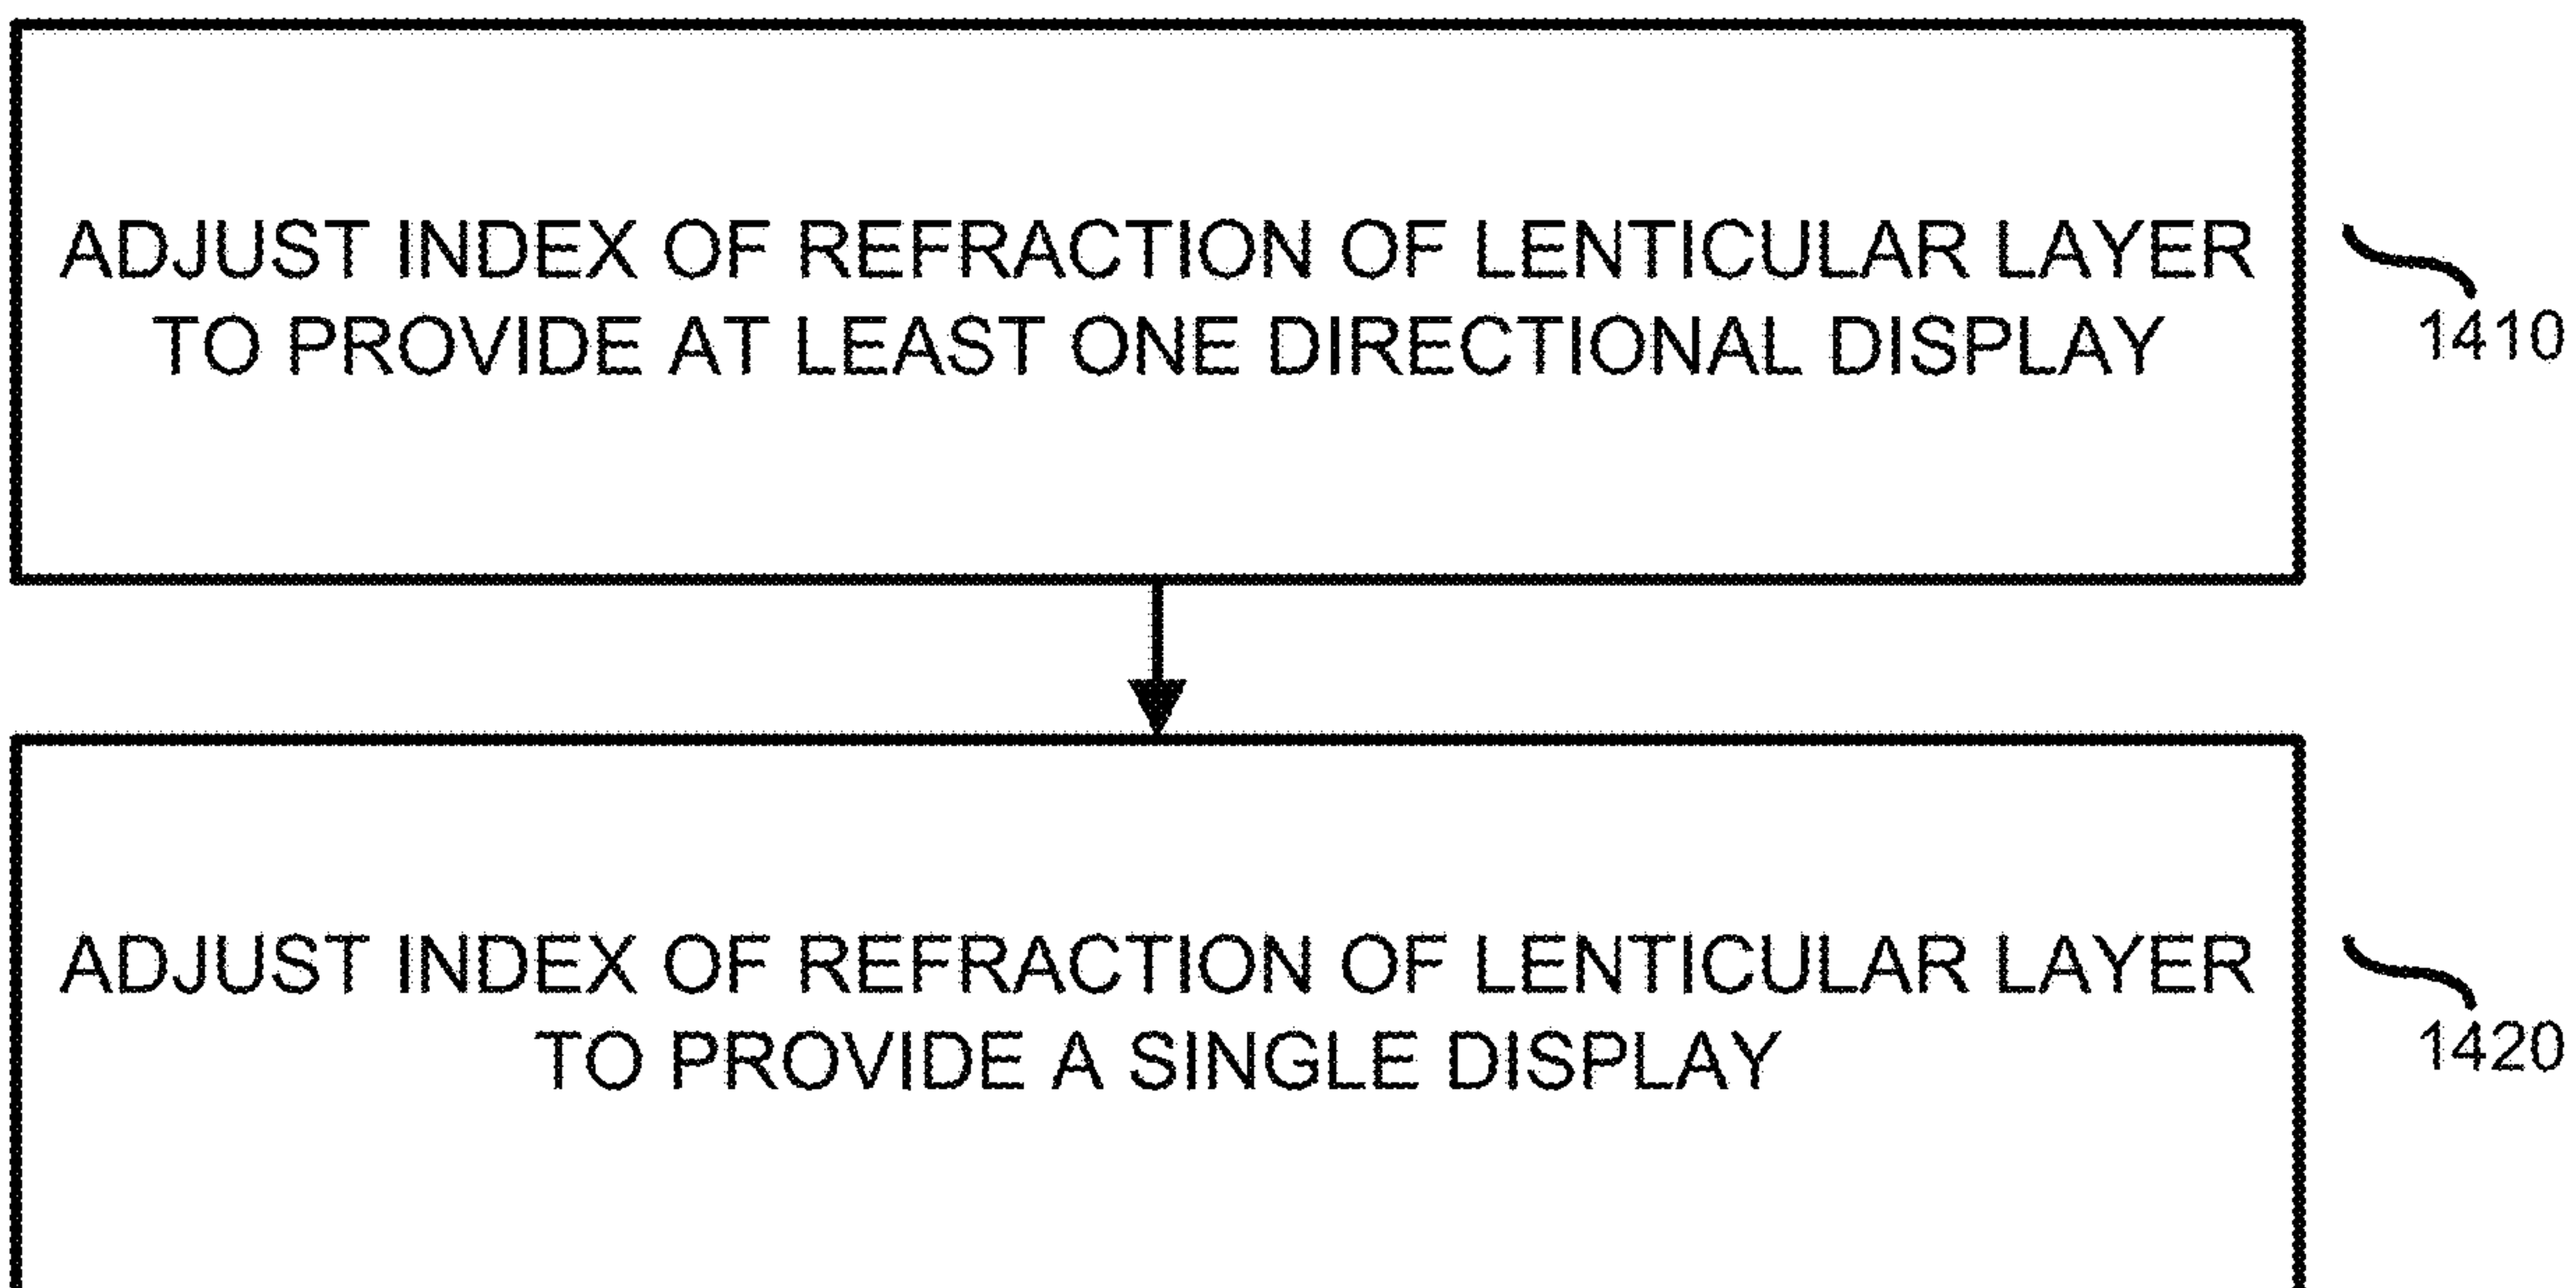 ADJUST INDEX OF REFRACTION OF LENTICULAR LAYER
TO PROVIDE AT LEAST ONE DIRECTIONAL DISPLAY
1410
ADJUST INDEX OF REFRACTION OF LENTICULAR LAYER
TO PROVIDE A SINGLE DISPLAY
1420